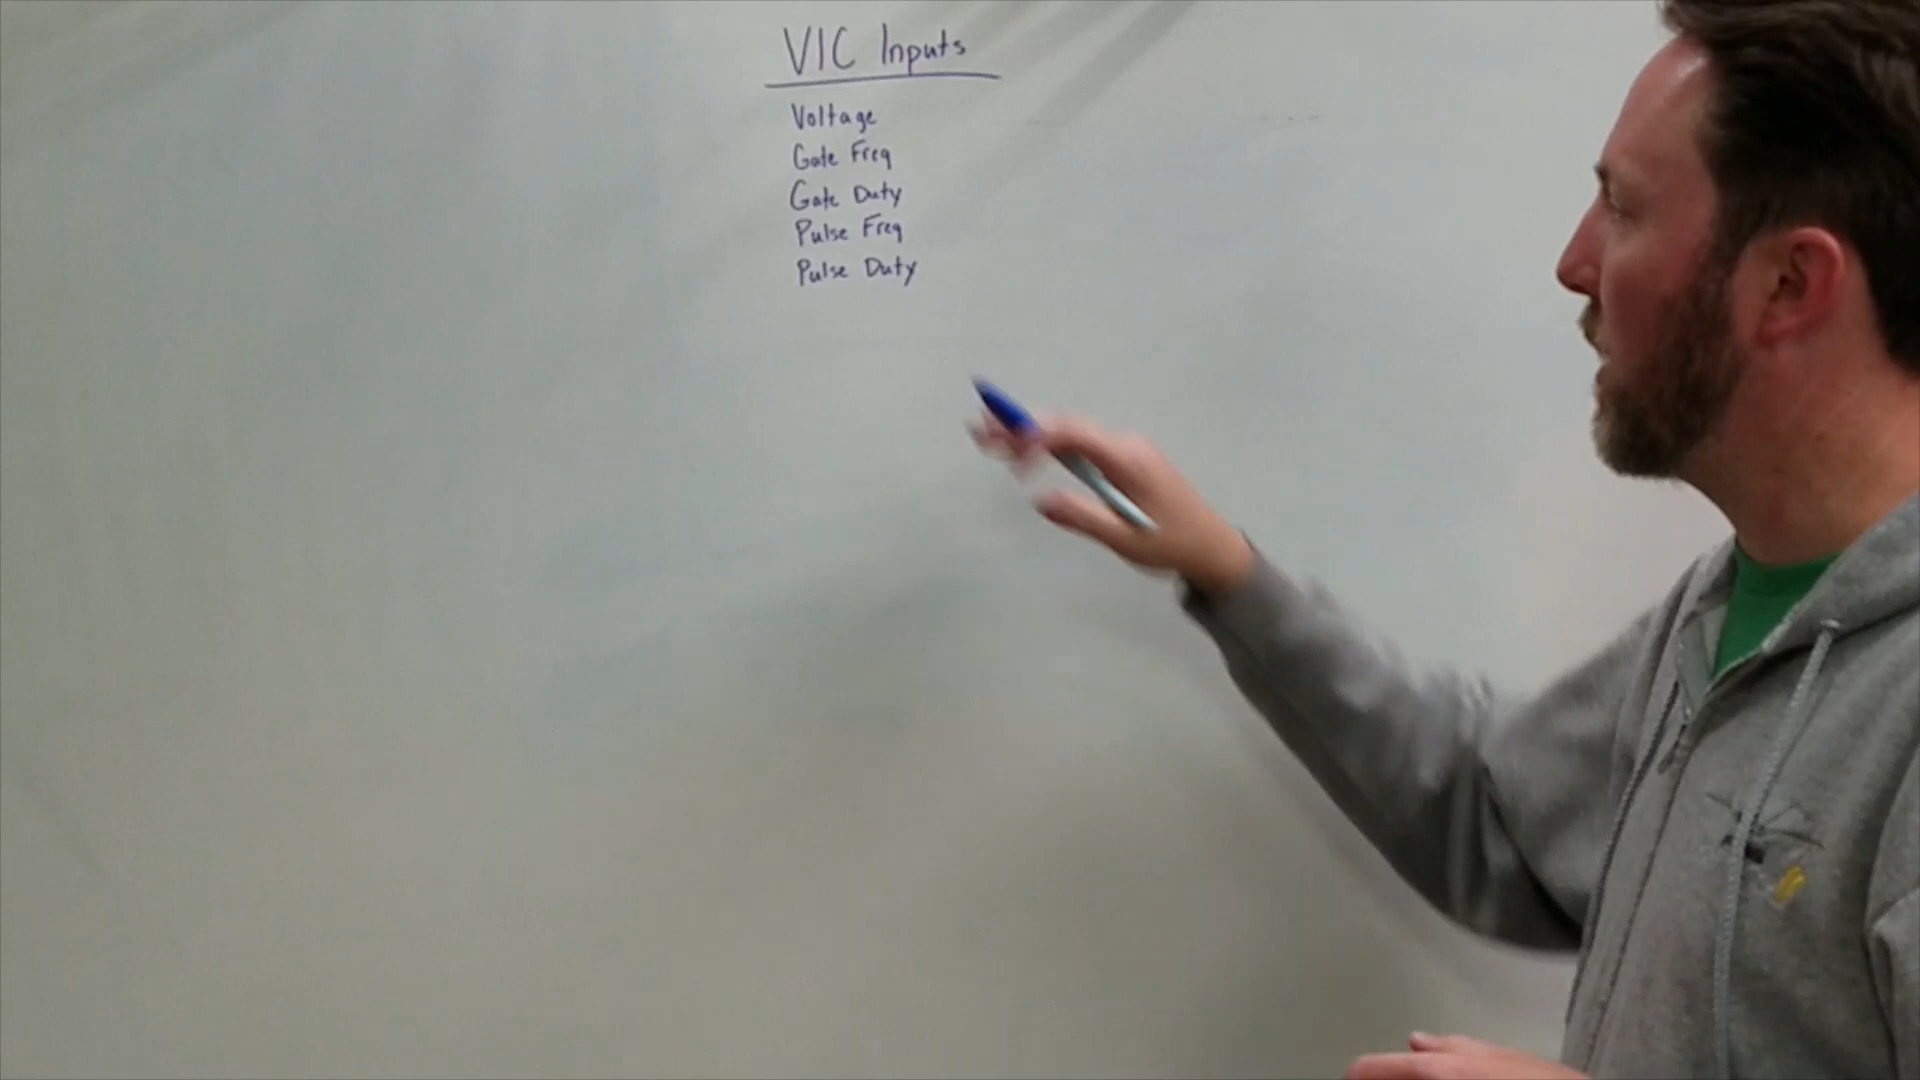 VIC Inputs
Voltage
Gate Freq
Gate Duty
Pulse Freq
Pulse Duty